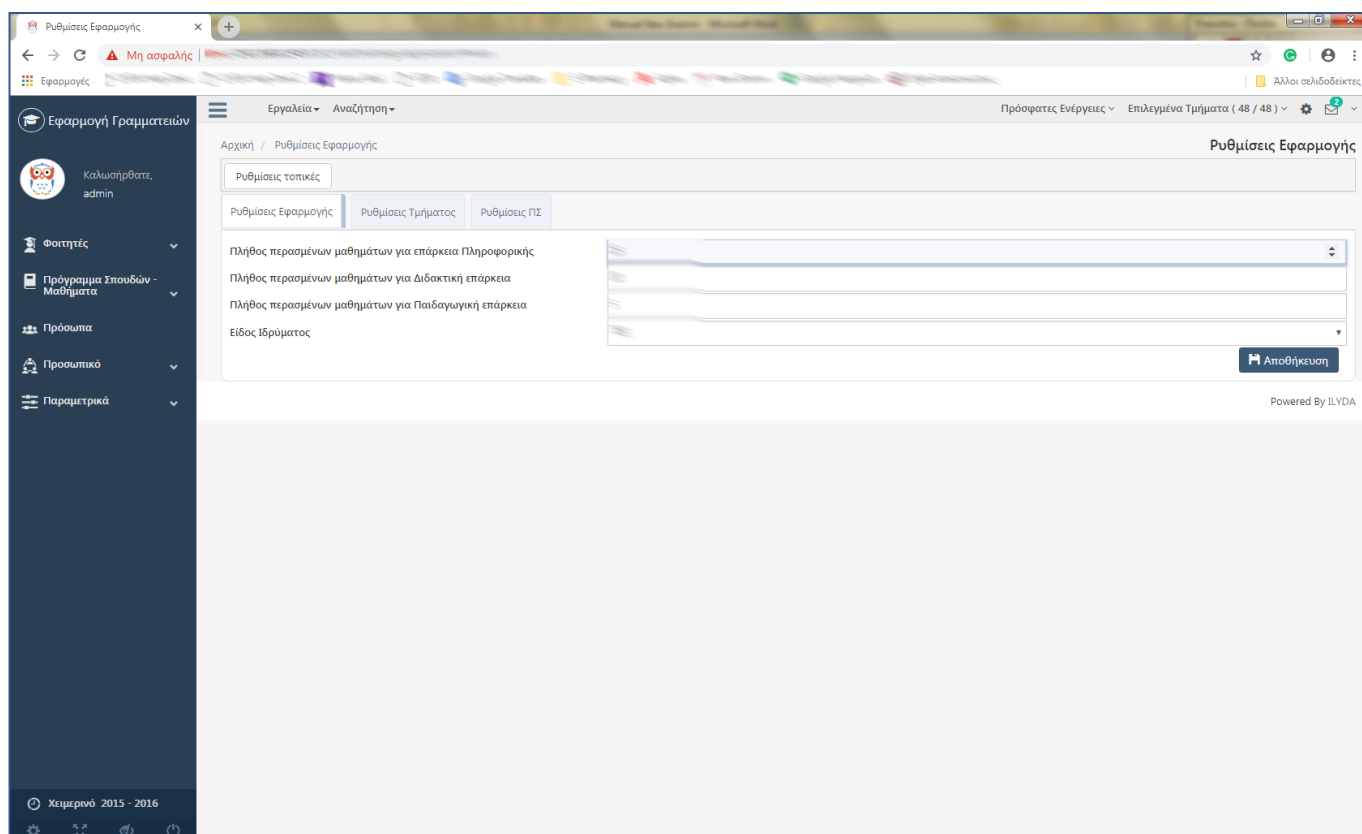 Ρυθμίσεις Εφαρμογής
Μη ασφαλής
Εφαρμογές
Άλλοι σελιδοδείκτες
Εφαρμογή Γραμματειών
Εργαλεία Αναζήτηση
Πρόσφατες Ενέργειες Επιλεγμένα Τμήματα ( 48 / 48 ) 2
Καλωσήρθατε,
admin
Αρχική / Ρυθμίσεις Εφαρμογής
Ρυθμίσεις Εφαρμογής
Ρυθμίσεις τοπικές
Ρυθμίσεις Εφαρμογής Ρυθμίσεις Τμήματος Ρυθμίσεις ΠΣ
Φοιτητές
Πρόγραμμα Σπουδών -
Μαθήματα
Πρόσωπα
Προσωπικό
Παραμετρικά
Πλήθος περασμένων μαθημάτων για επάρκεια Πληροφορικής
Πλήθος περασμένων μαθημάτων για Διδακτική επάρκεια
Πλήθος περασμένων μαθημάτων για Παιδαγωγική επάρκεια
Είδος Ιδρύματος
Αποθήκευση
Powered By ILYDA
Χειμερινό 2015 - 2016